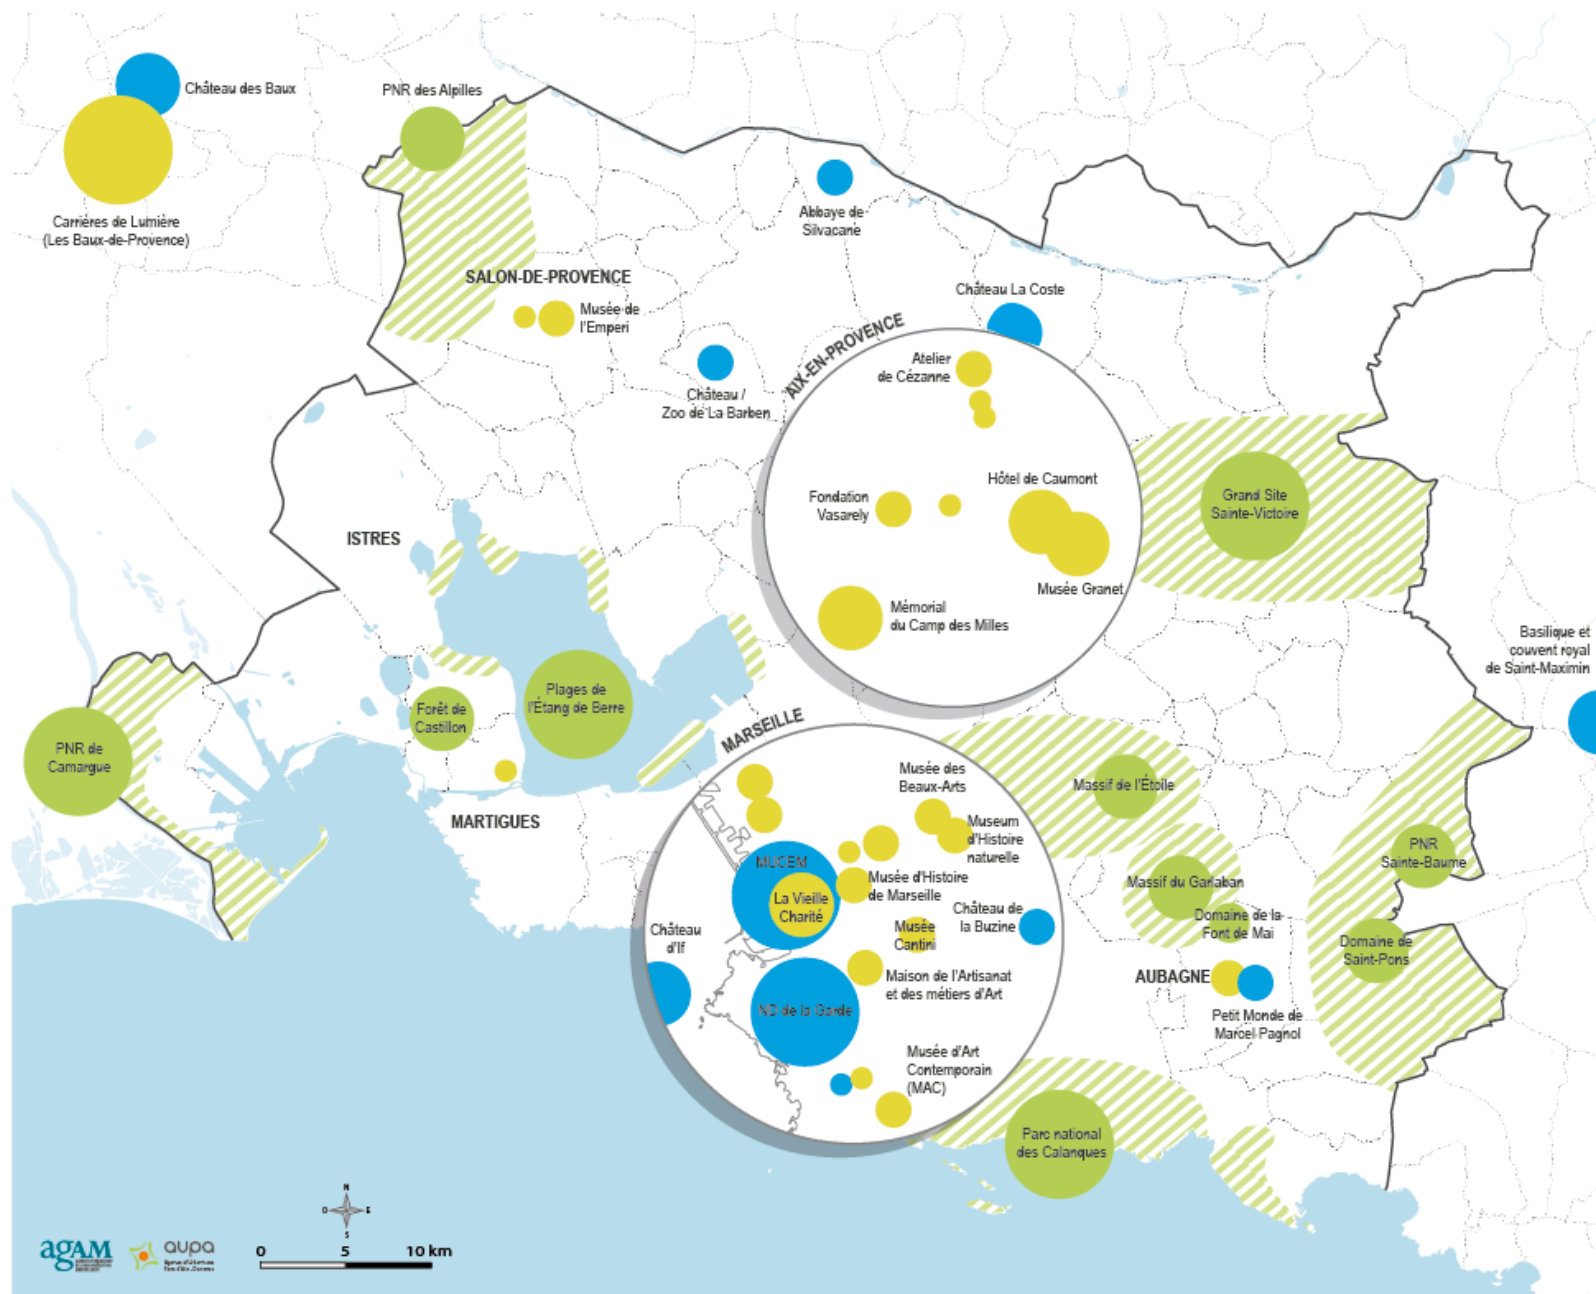 Château des Baux
Carrières de Lumière
(Les Baux-de-Provence)
PNR des Alpilles
SALON-DE-PROVENCE
Musée de
l'Emperi
Abbaye de
Silvacane
Château /
Zoo de La Barben
Château La Coste
AIX-EN-PROVENCE
Atelier
de Cézanne
Fondation
Vasarely
Hôtel de Caumont
Musée Granet
Mémorial
du Camp des Milles
Grand Site
Sainte-Victoire
ISTRES
Basilique et
couvent royal
de Saint-Maximin
PNR de
Camargue
Forêt de
Castillon
Plages de
l'Étang de Berre
MARTIGUES
MARSEILLE
Musée des
Beaux-Arts
Museum
d'Histoire
naturelle
MUCEM
La Vieille
Charité
Musée d'Histoire
de Marseille
Musée
Cantini
Château de
la Buzine
Château
d'If
ND de la Garde
Maison de l'Artisanat
et des métiers d'Art
Musée d'Art
Contemporain
(MAC)
Massif de l'Étoile
Massif du Garlaban
Domaine de la
Font de Mai
PNR
Sainte-Baume
Domaine de
Saint-Pons
AUBAGNE
Petit Monde de
Marcel Pagnol
Parc national
des Calanques
N
O E
S
agAM
aupa
0 5 10 km